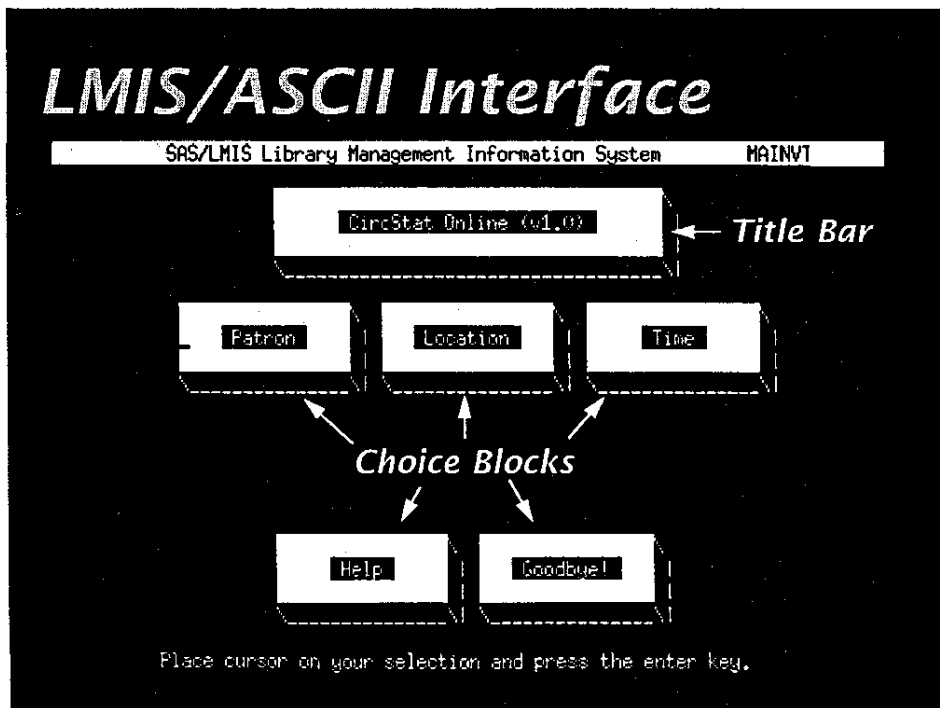 LMIS/ASCII Interface
SAS/LMIS Library Management Information System MAINVT
CircStat Online (v1.0)
Title Bar
Patron Location Time
Choice Blocks
Help Goodbye!
Place cursor on your selection and press the enter key.